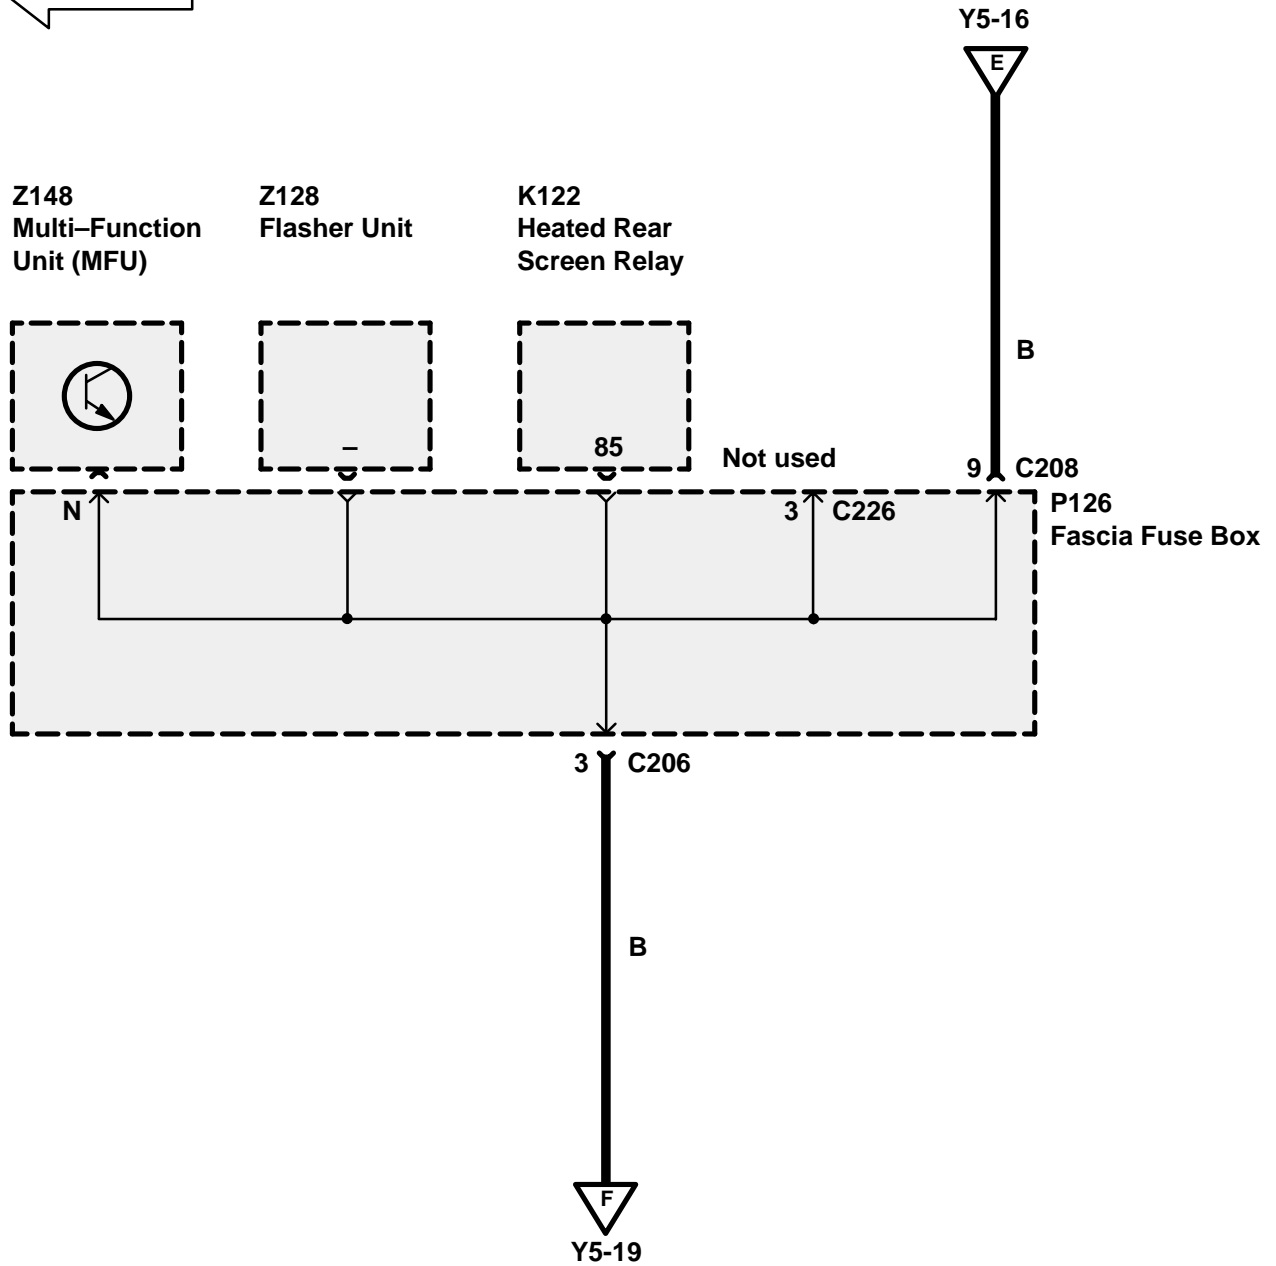 Y5-16
E
Z148
Multi–Function
Unit (MFU)
Z128
Flasher Unit
K122
Heated Rear
Screen Relay
B
–
85
Not used
9 C208
N
3 C226
P126
Fascia Fuse Box
3 C206
B
F
Y5-19